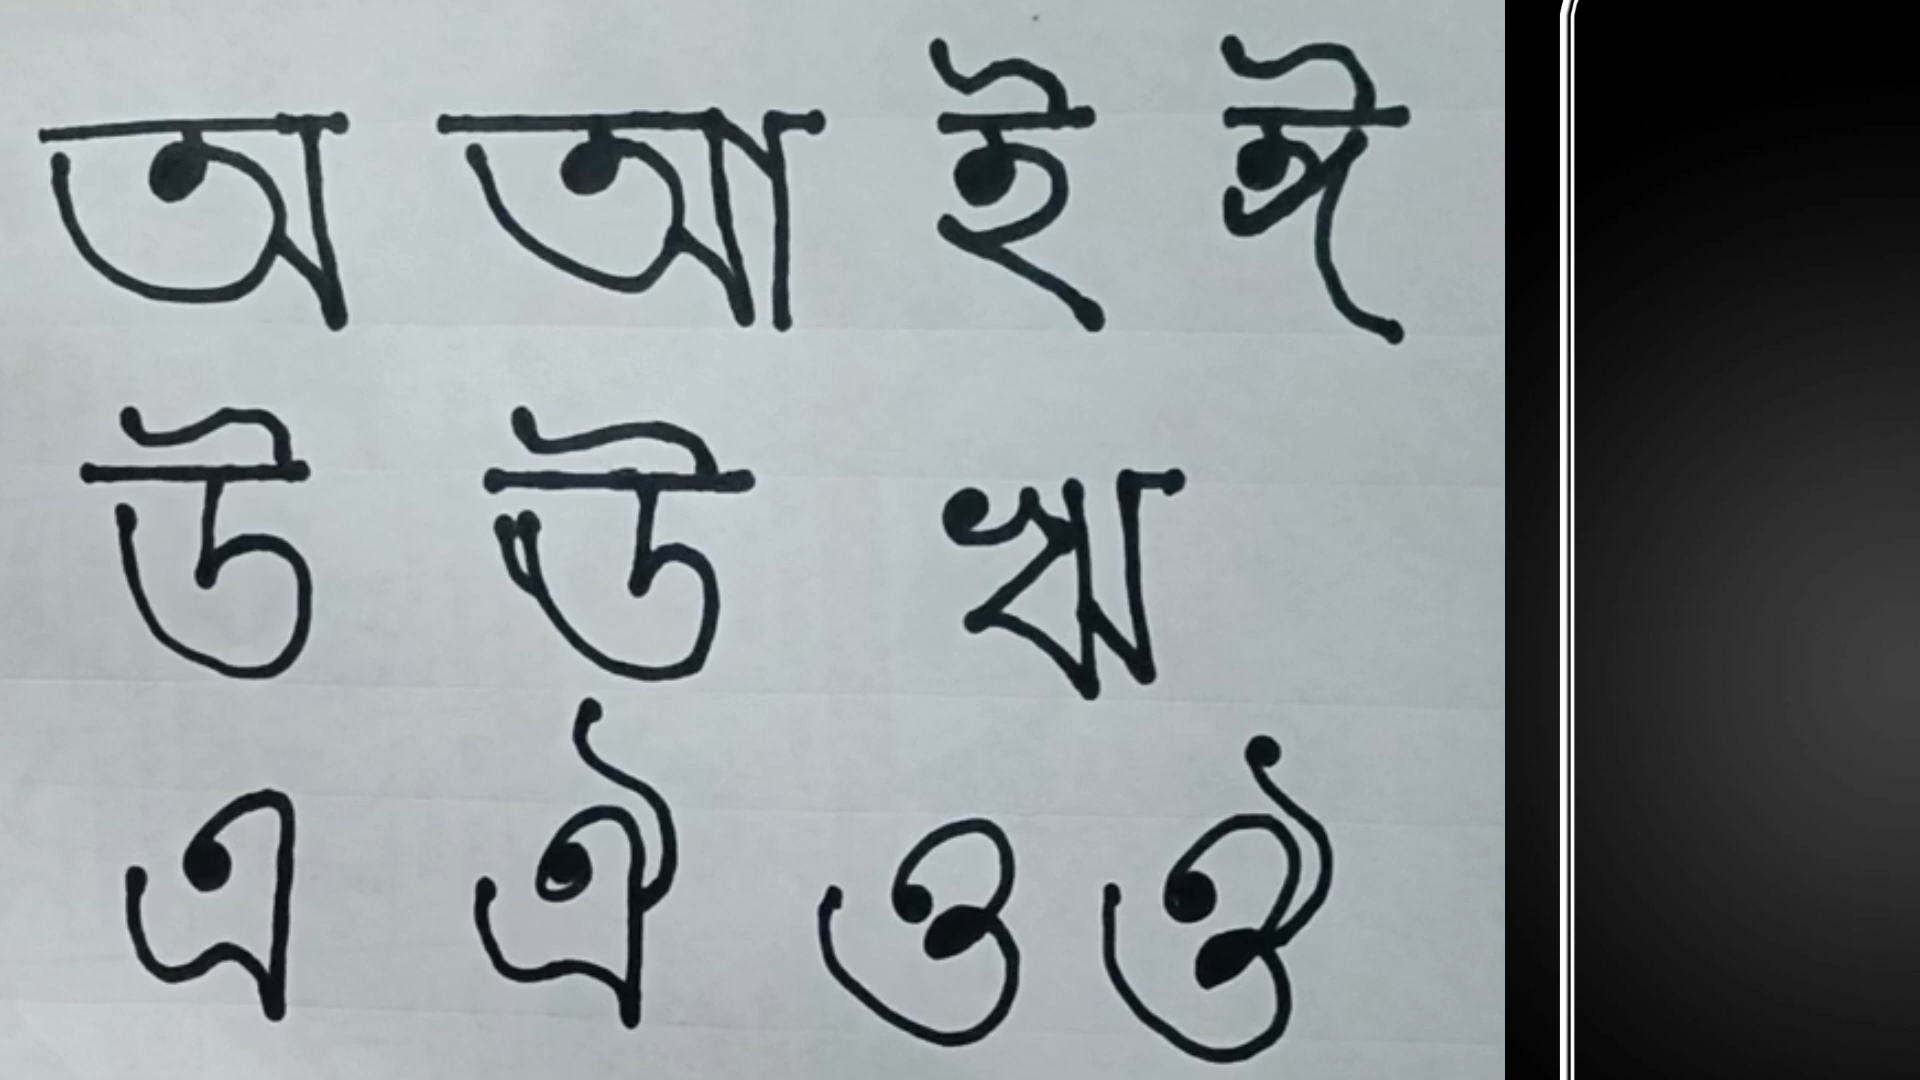 অ আ ই ঈ
উ ঊ ঋ
এ ঐ ও ঔ